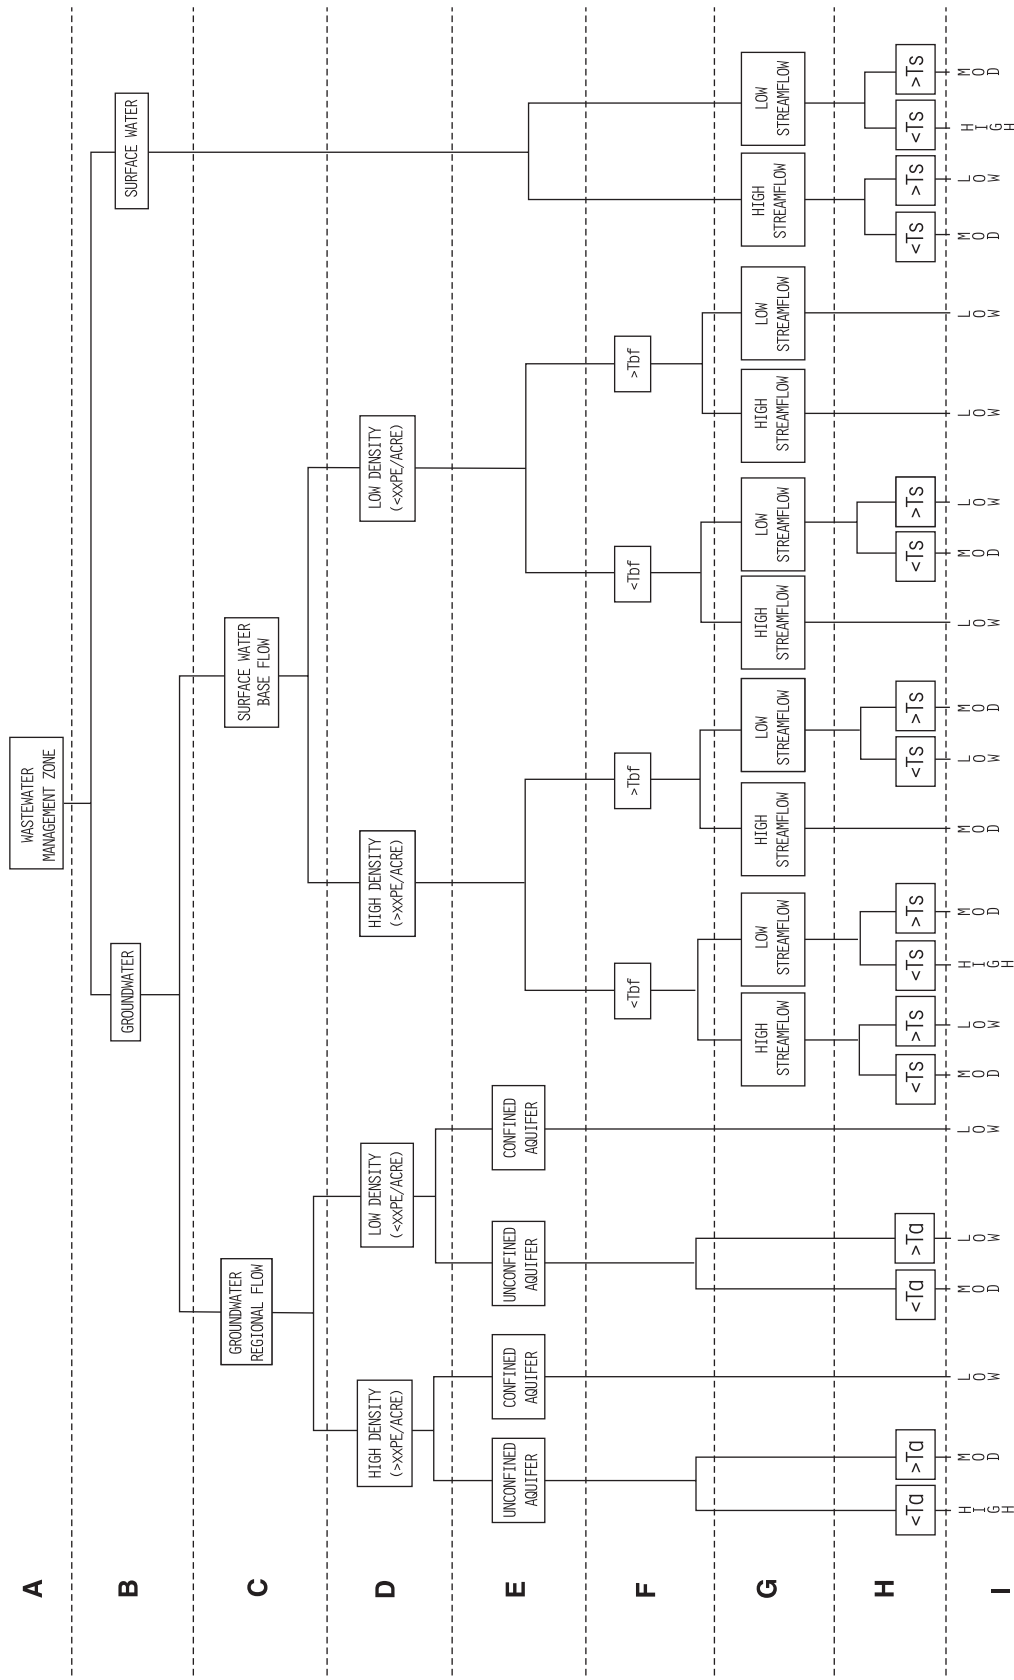 A
WASTEWATER
MANAGEMENT ZONE
B
GROUNDWATER
SURFACE WATER
C
GROUNDWATER
REGIONAL FLOW
SURFACE WATER
BASE FLOW
D
HIGH DENSITY
(>xxPE/ACRE)
LOW DENSITY
(<xxPE/ACRE)
HIGH DENSITY
(>xxPE/ACRE)
LOW DENSITY
(<xxPE/ACRE)
E
UNCONFINED
AQUIFER
CONFINED
AQUIFER
UNCONFINED
AQUIFER
CONFINED
AQUIFER
F
<Tbf
>Tbf
<Tbf
>Tbf
G
HIGH
STREAMFLOW
LOW
STREAMFLOW
HIGH
STREAMFLOW
LOW
STREAMFLOW
HIGH
STREAMFLOW
LOW
STREAMFLOW
HIGH
STREAMFLOW
LOW
STREAMFLOW
HIGH
STREAMFLOW
LOW
STREAMFLOW
H
<Ta
>Ta
<Ta
>Ta
<Ts
>Ts
<Ts
>Ts
<Ts
>Ts
<Ts
>Ts
<Ts
>Ts
<Ts
>Ts
I
HIGH
MOD
LOW
MOD
LOW
LOW
MOD
LOW
HIGH
MOD
MOD
LOW
MOD
LOW
MOD
LOW
LOW
LOW
MOD
LOW
HIGH
MOD